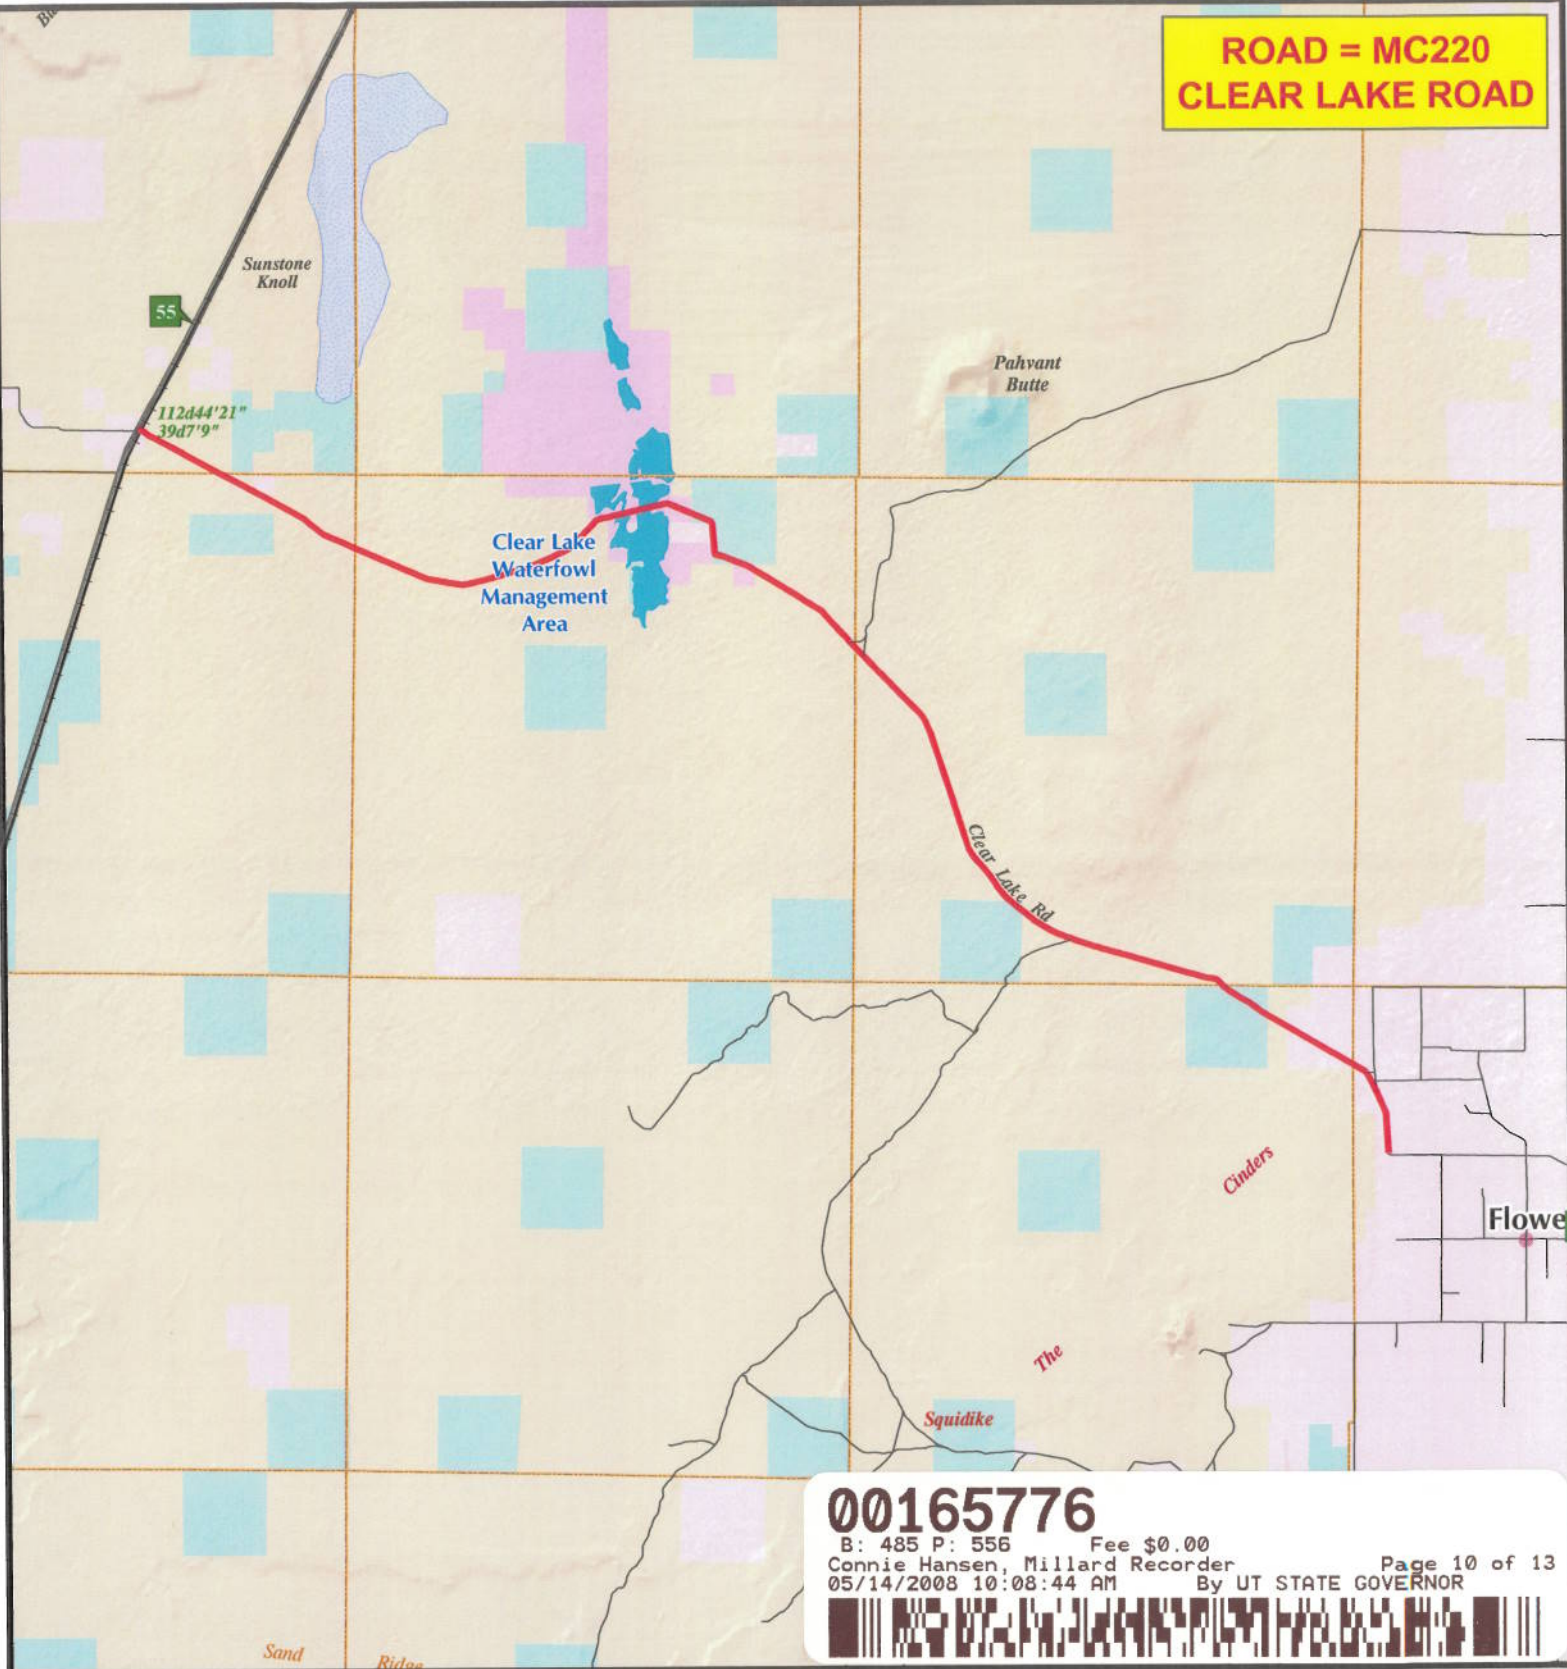 ROAD = MC220
CLEAR LAKE ROAD
Sunstone
Knoll
55
Pahvant
Butte
112d44'21"
39d7'9"
Clear Lake
Waterfowl
Management
Area
Clear Lake Rd
Cinders
Flowe
The
Squidike
00165776
B: 485 P: 556 Fee $0.00
Connie Hansen, Millard Recorder Page 10 of 13
05/14/2008 10:08:44 AM By UT STATE GOVERNOR
Sand Ridge